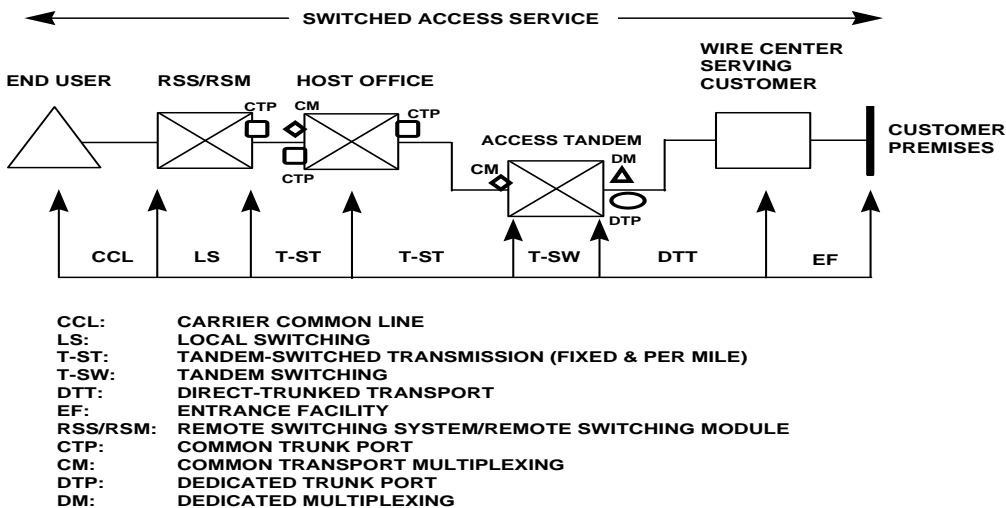 SWITCHED ACCESS SERVICE
WIRE CENTER
SERVING
CUSTOMER
END USER
RSS/RSM
HOST OFFICE
CTP
CM
CTP
CTP
ACCESS TANDEM
CM
DM
DTP
CUSTOMER
PREMISES
CCL
LS
T-ST
T-ST
T-SW
DTT
EF
CCL: CARRIER COMMON LINE
LS: LOCAL SWITCHING
T-ST: TANDEM-SWITCHED TRANSMISSION (FIXED & PER MILE)
T-SW: TANDEM SWITCHING
DTT: DIRECT-TRUNKED TRANSPORT
EF: ENTRANCE FACILITY
RSS/RSM: REMOTE SWITCHING SYSTEM/REMOTE SWITCHING MODULE
CTP: COMMON TRUNK PORT
CM: COMMON TRANSPORT MULTIPLEXING
DTP: DEDICATED TRUNK PORT
DM: DEDICATED MULTIPLEXING